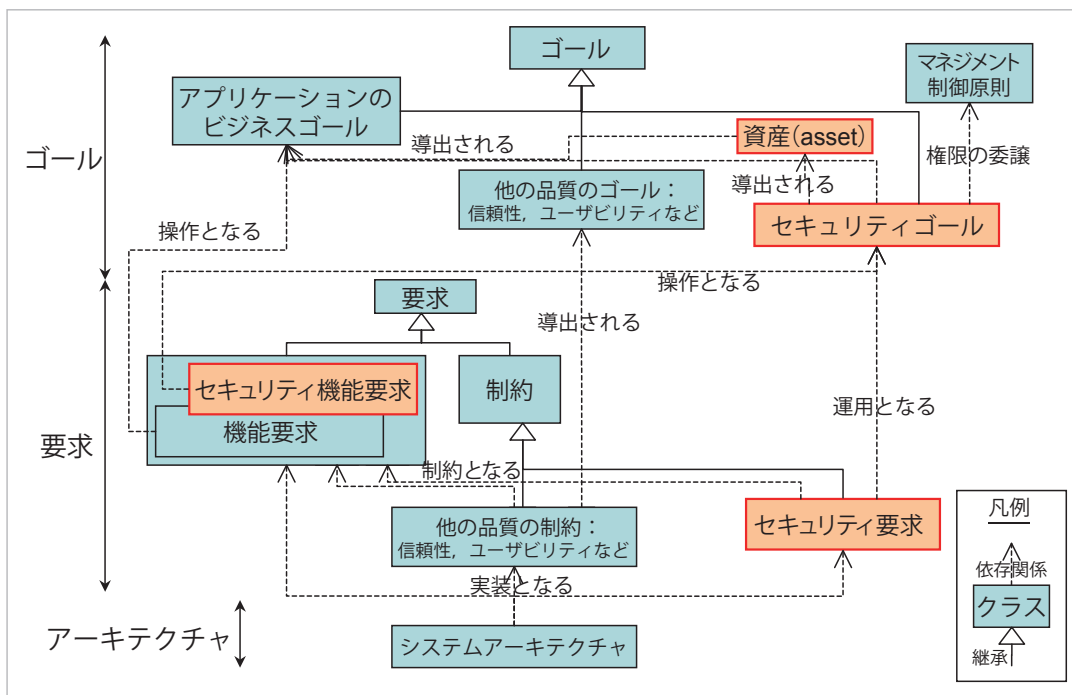 ゴール
マネジメント
制御原則
アプリケーションの
ビジネスゴール
資産(asset)
導出される
権限の委譲
ゴール
他の品質のゴール：
信頼性，ユーザビリティなど
導出される
セキュリティゴール
操作となる
操作となる
要求
導出される
セキュリティ機能要求
制約
機能要求
運用となる
要求
制約となる
他の品質の制約：
信頼性，ユーザビリティなど
セキュリティ要求
凡例
依存関係
実装となる
クラス
アーキテクチャ
システムアーキテクチャ
継承